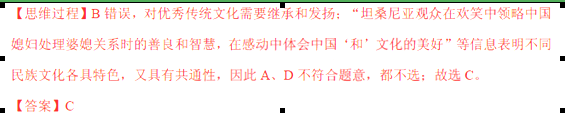 【思维过程】B 错误，对优秀传统文化需要继承和发扬；“坦桑尼亚观众在欢笑中领略中国
媳妇处理婆媳关系时的善良和智慧，在感动中体会中国‘和’文化的美好”等信息表明不同
民族文化各具特色，又具有共通性，因此 A、D 不符合题意，都不选；故选 C。
【答案】C